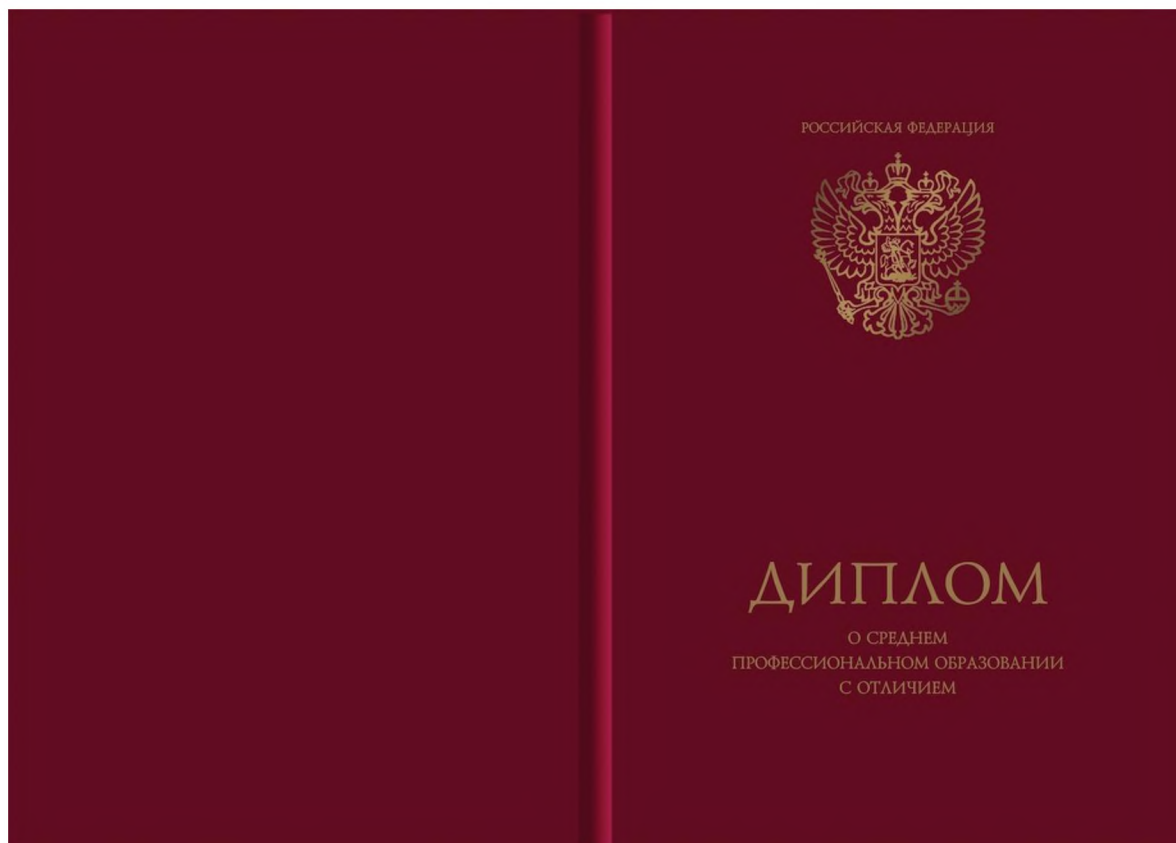 РОССИЙСКАЯ ФЕДЕРАЦИЯ
ДИПЛОМ
О СРЕДНЕМ
ПРОФЕССИОНАЛЬНОМ ОБРАЗОВАНИИ
С ОТЛИЧИЕМ